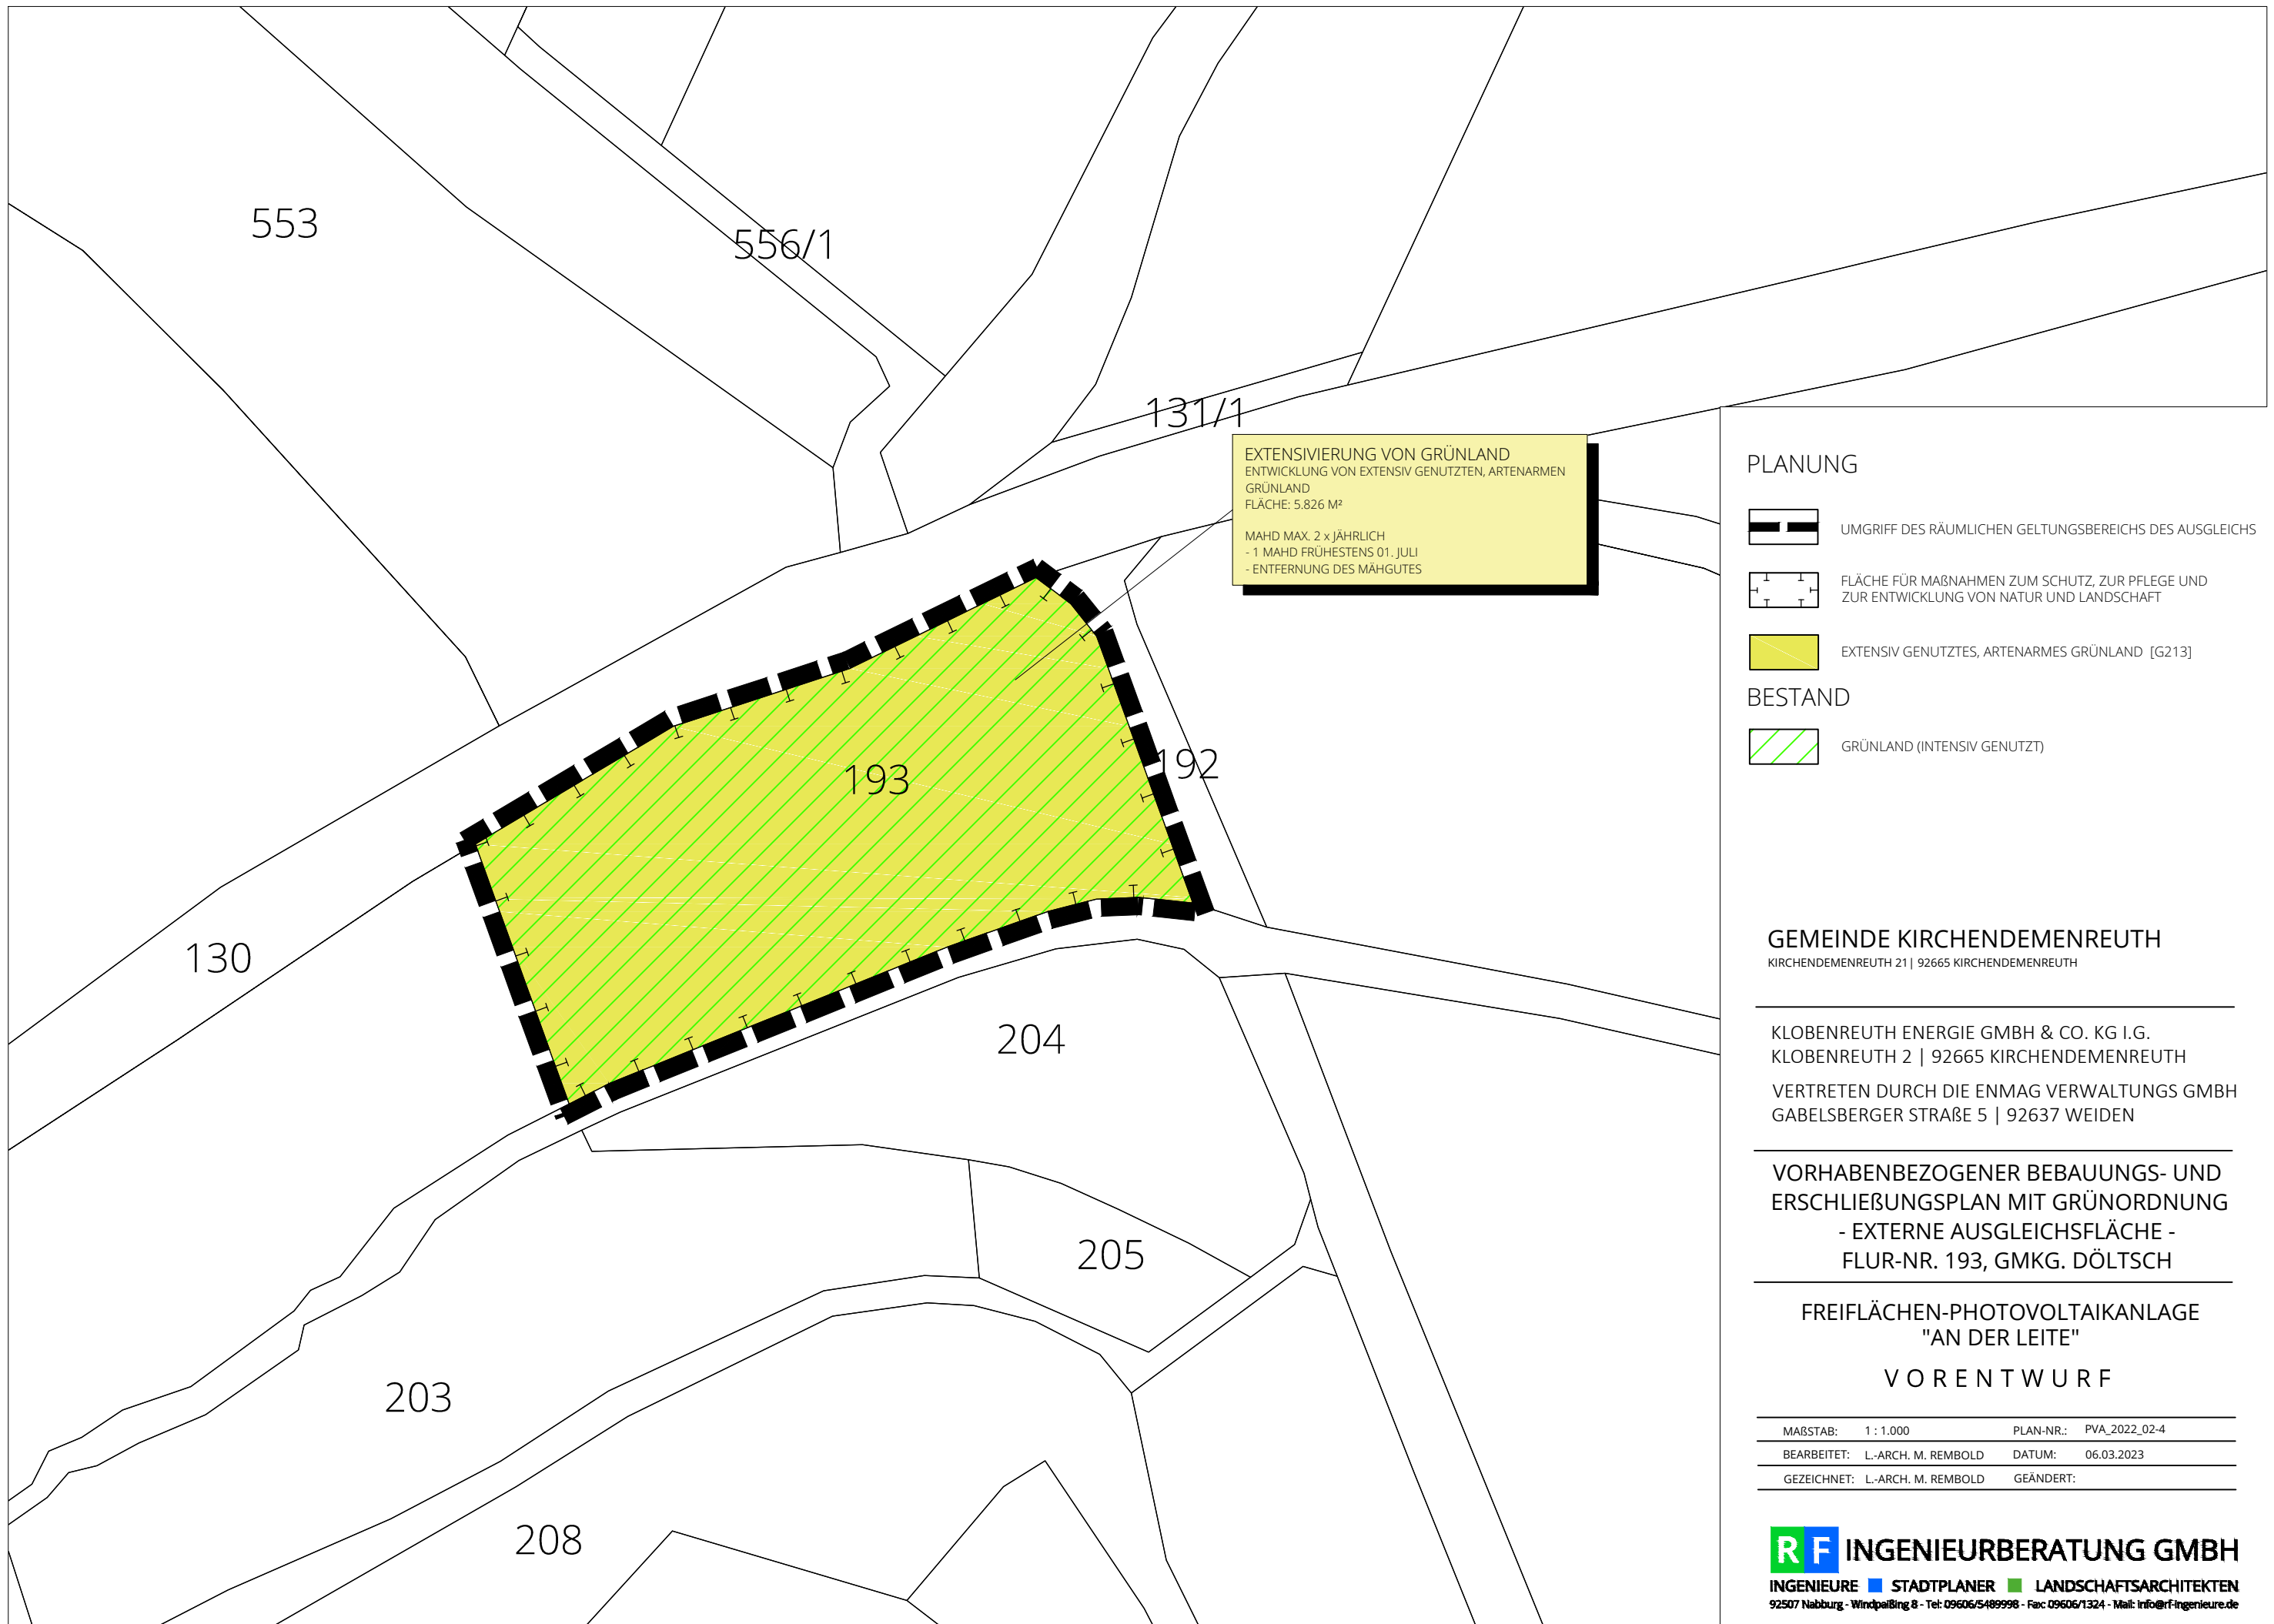 553
556/1
131/1
EXTENSIVIERUNG VON GRÜNLAND
ENTWICKLUNG VON EXTENSIV GENUTZTEN, ARTENARMEN
GRÜNLAND
FLÄCHE: 5.826 M²
MAHD MAX. 2 x JÄHRLICH
- 1 MAHD FRÜHESTENS 01. JULI
- ENTFERNUNG DES MÄHGUTES
193
192
130
204
205
203
208
PLANUNG
UMGRIFF DES RÄUMLICHEN GELTUNGSBEREICHS DES AUSGLEICHS
FLÄCHE FÜR MAßNAHMEN ZUM SCHUTZ, ZUR PFLEGE UND
ZUR ENTWICKLUNG VON NATUR UND LANDSCHAFT
EXTENSIV GENUTZTES, ARTENARMES GRÜNLAND [G213]
BESTAND
GRÜNLAND (INTENSIV GENUTZT)
GEMEINDE KIRCHENDEMENREUTH
KIRCHENDEMENREUTH 21| 92665 KIRCHENDEMENREUTH
KLOBENREUTH ENERGIE GMBH & CO. KG I.G.
KLOBENREUTH 2 | 92665 KIRCHENDEMENREUTH
VERTRETEN DURCH DIE ENMAG VERWALTUNGS GMBH
GABELSBERGER STRAßE 5 | 92637 WEIDEN
VORHABENBEZOGENER BEBAUUNGS- UND
ERSCHLIEßUNGSPLAN MIT GRÜNORDNUNG
- EXTERNE AUSGLEICHSFLÄCHE -
FLUR-NR. 193, GMKG. DÖLTSCH
FREIFLÄCHEN-PHOTOVOLTAIKANLAGE
"AN DER LEITE"
V O R E N T W U R F
MAßSTAB: 1 : 1.000 PLAN-NR.: PVA_2022_02-4
BEARBEITET: L.-ARCH. M. REMBOLD DATUM: 06.03.2023
GEZEICHNET: L.-ARCH. M. REMBOLD GEÄNDERT:
RF INGENIEURBERATUNG GMBH
INGENIEURE STADTPLANER LANDSCHAFTSARCHITEKTEN
92507 Nabburg - Windpaißing 8 - Tel: 09606/5489998 - Fax: 09606/1324 - Mail: info@rf-ingenieure.de